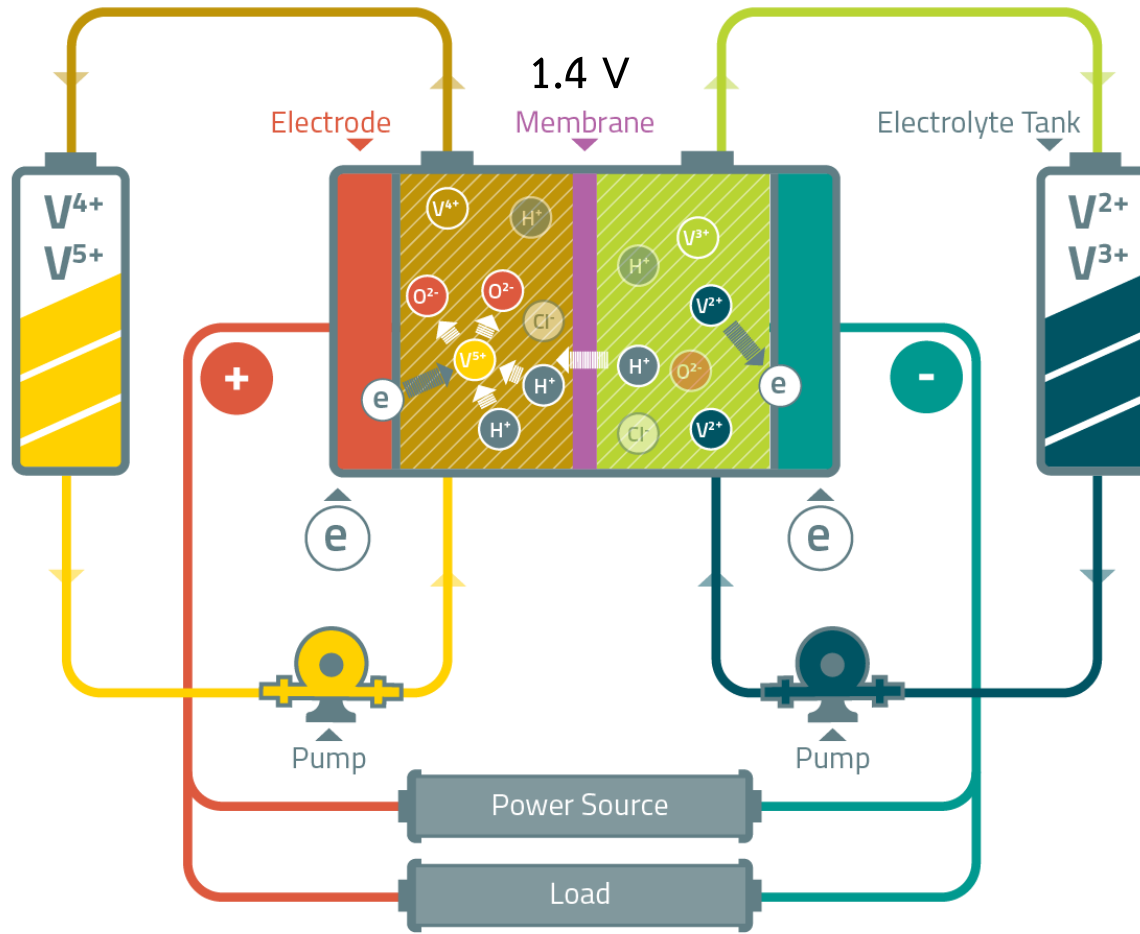 1.4 V
Electrode
Membrane
Electrolyte Tank
V⁴⁺
V⁵⁺
V⁴⁺
H⁺
O²⁻
O²⁻
Cl⁻
V⁵⁺
H⁺
H⁺
e
V³⁺
H⁺
V²⁺
H⁺
O²⁻
e
Cl⁻
V²⁺
V²⁺
V³⁺
+
-
e
e
Pump
Pump
Power Source
Load